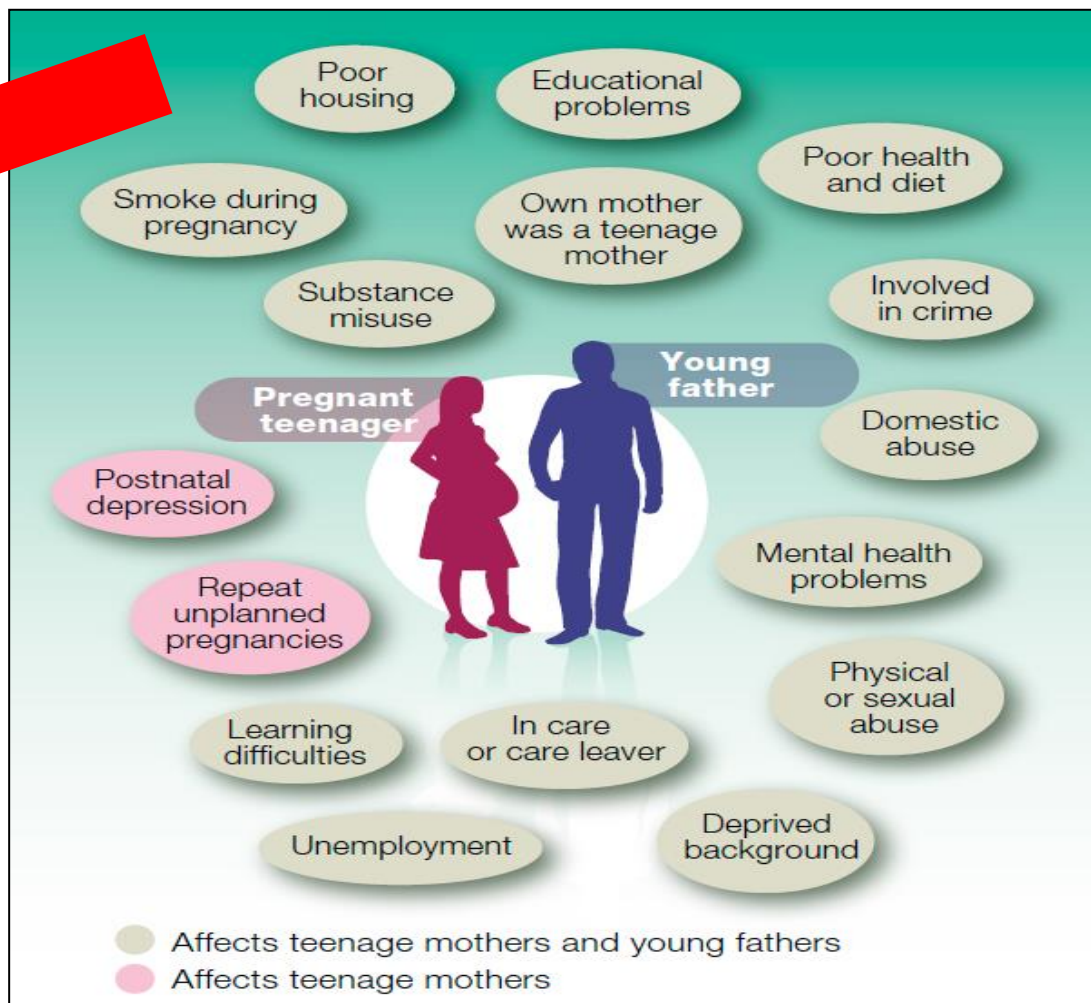 Poor
housing
Educational
problems
Poor health
and diet
Smoke during
pregnancy
Own mother
was a teenage
mother
Substance
misuse
Involved
in crime
Pregnant
teenager
Young
father
Domestic
abuse
Postnatal
depression
Mental health
problems
Repeat
unplanned
pregnancies
Physical
or sexual
abuse
Learning
difficulties
In care
or care leaver
Unemployment
Deprived
background
Affects teenage mothers and young fathers
Affects teenage mothers